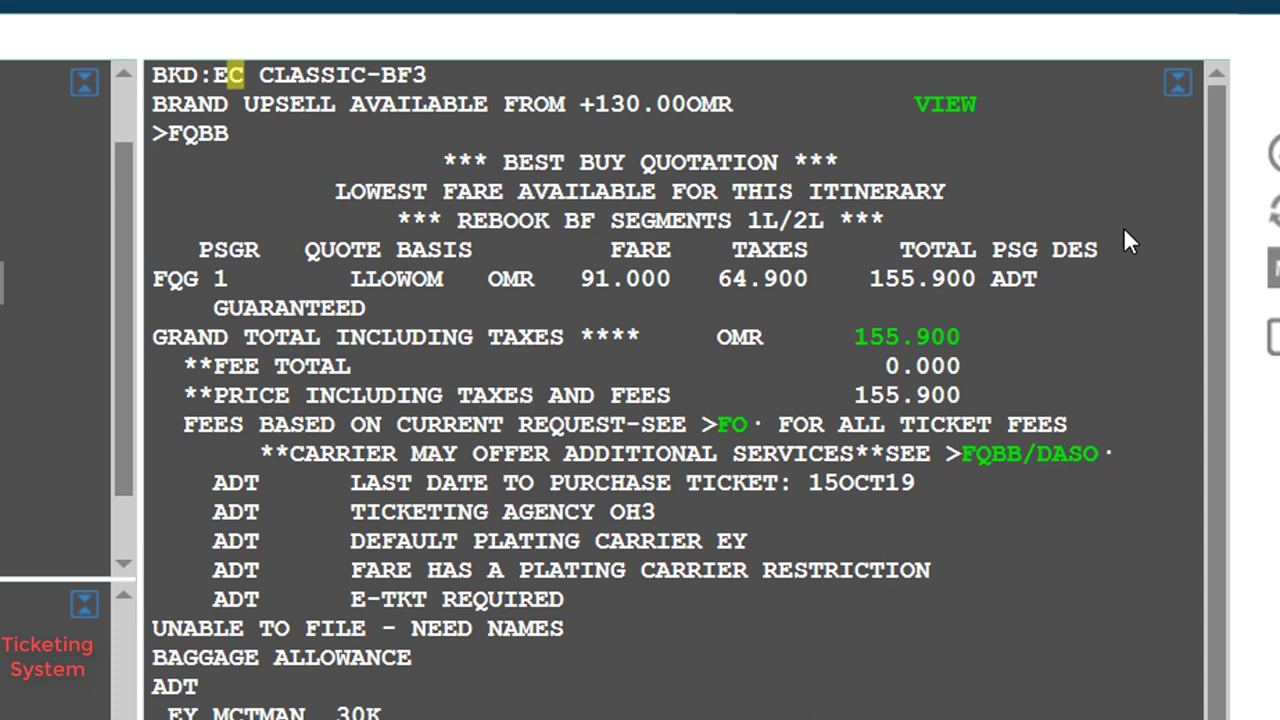 BKD:EC CLASSIC-BF3
BRAND UPSELL AVAILABLE FROM +130.00OMR VIEW
>FQBB
*** BEST BUY QUOTATION ***
LOWEST FARE AVAILABLE FOR THIS ITINERARY
*** REBOOK BF SEGMENTS 1L/2L ***
PSGR QUOTE BASIS FARE TAXES TOTAL PSG DES
FQG 1 LLOWOM OMR 91.000 64.900 155.900 ADT
GUARANTEED
GRAND TOTAL INCLUDING TAXES **** OMR 155.900
**FEE TOTAL 0.000
**PRICE INCLUDING TAXES AND FEES 155.900
FEES BASED ON CURRENT REQUEST-SEE >FO· FOR ALL TICKET FEES
**CARRIER MAY OFFER ADDITIONAL SERVICES**SEE >FQBB/DASO·
ADT LAST DATE TO PURCHASE TICKET: 15OCT19
ADT TICKETING AGENCY OH3
ADT DEFAULT PLATING CARRIER EY
ADT FARE HAS A PLATING CARRIER RESTRICTION
ADT E-TKT REQUIRED
UNABLE TO FILE - NEED NAMES
BAGGAGE ALLOWANCE
ADT
EY MCTMAN 30K
Ticketing
System